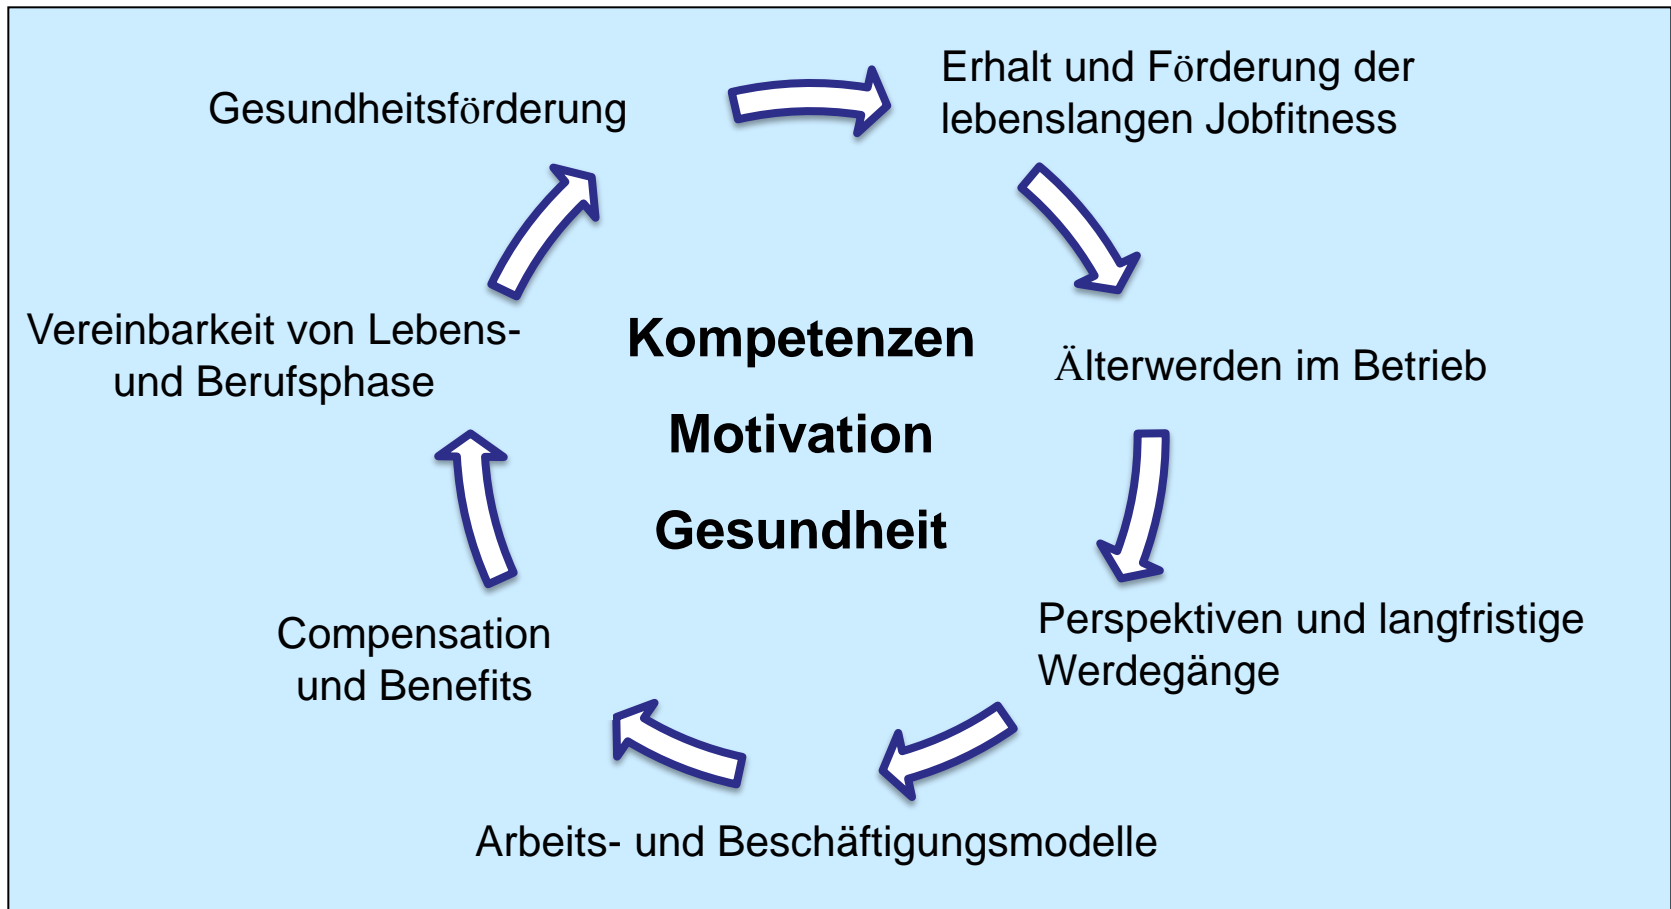 Gesundheitsförderung
Erhalt und Förderung der
lebenslangen Jobfitness
Älterwerden im Betrieb
Perspektiven und langfristige
Werdegänge
Arbeits- und Beschäftigungsmodelle
Compensation
und Benefits
Vereinbarkeit von Lebens-
und Berufsphase
Kompetenzen
Motivation
Gesundheit